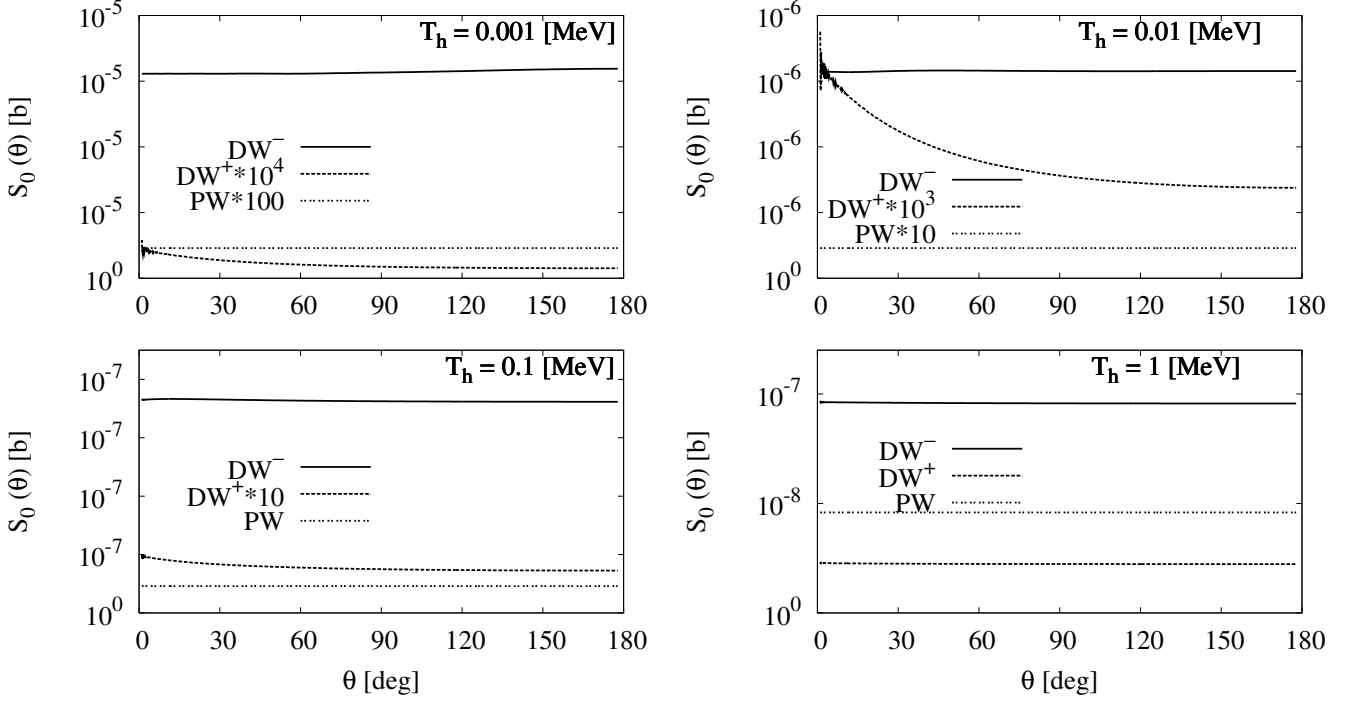 T_h = 0.001 [MeV]
10^-5
10^-5
10^-5
10^-5
10^0
S_0 (θ) [b]
DW^-
DW^+*10^4
PW*100
0 30 60 90 120 150 180
T_h = 0.01 [MeV]
10^-6
10^-6
10^-6
10^-6
10^0
S_0 (θ) [b]
DW^-
DW^+*10^3
PW*10
0 30 60 90 120 150 180
T_h = 0.1 [MeV]
10^-7
10^-7
10^-7
10^-7
10^0
S_0 (θ) [b]
DW^-
DW^+*10
PW
0 30 60 90 120 150 180
θ [deg]
T_h = 1 [MeV]
10^-7
10^-8
10^0
S_0 (θ) [b]
DW^-
DW^+
PW
0 30 60 90 120 150 180
θ [deg]